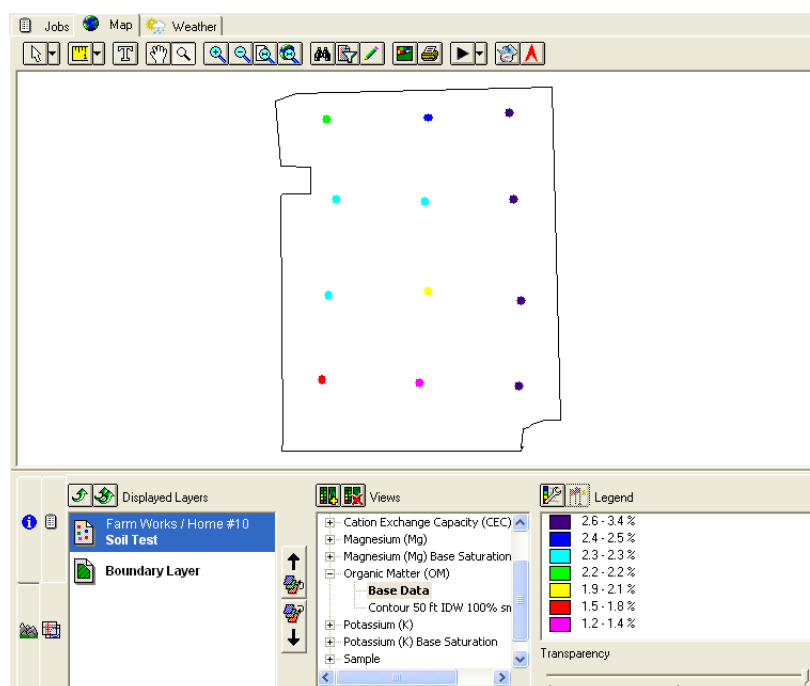 Jobs Map Weather
T
Displayed Layers
Farm Works / Home #10
Soil Test
Boundary Layer
Views
Cation Exchange Capacity (CEC)
Magnesium (Mg)
Magnesium (Mg) Base Saturation
Organic Matter (OM)
Base Data
Contour 50 ft IDW 100% sn
Potassium (K)
Potassium (K) Base Saturation
Sample
Legend
2.6 - 3.4 %
2.4 - 2.5 %
2.3 - 2.3 %
2.2 - 2.2 %
1.9 - 2.1 %
1.5 - 1.8 %
1.2 - 1.4 %
Transparency